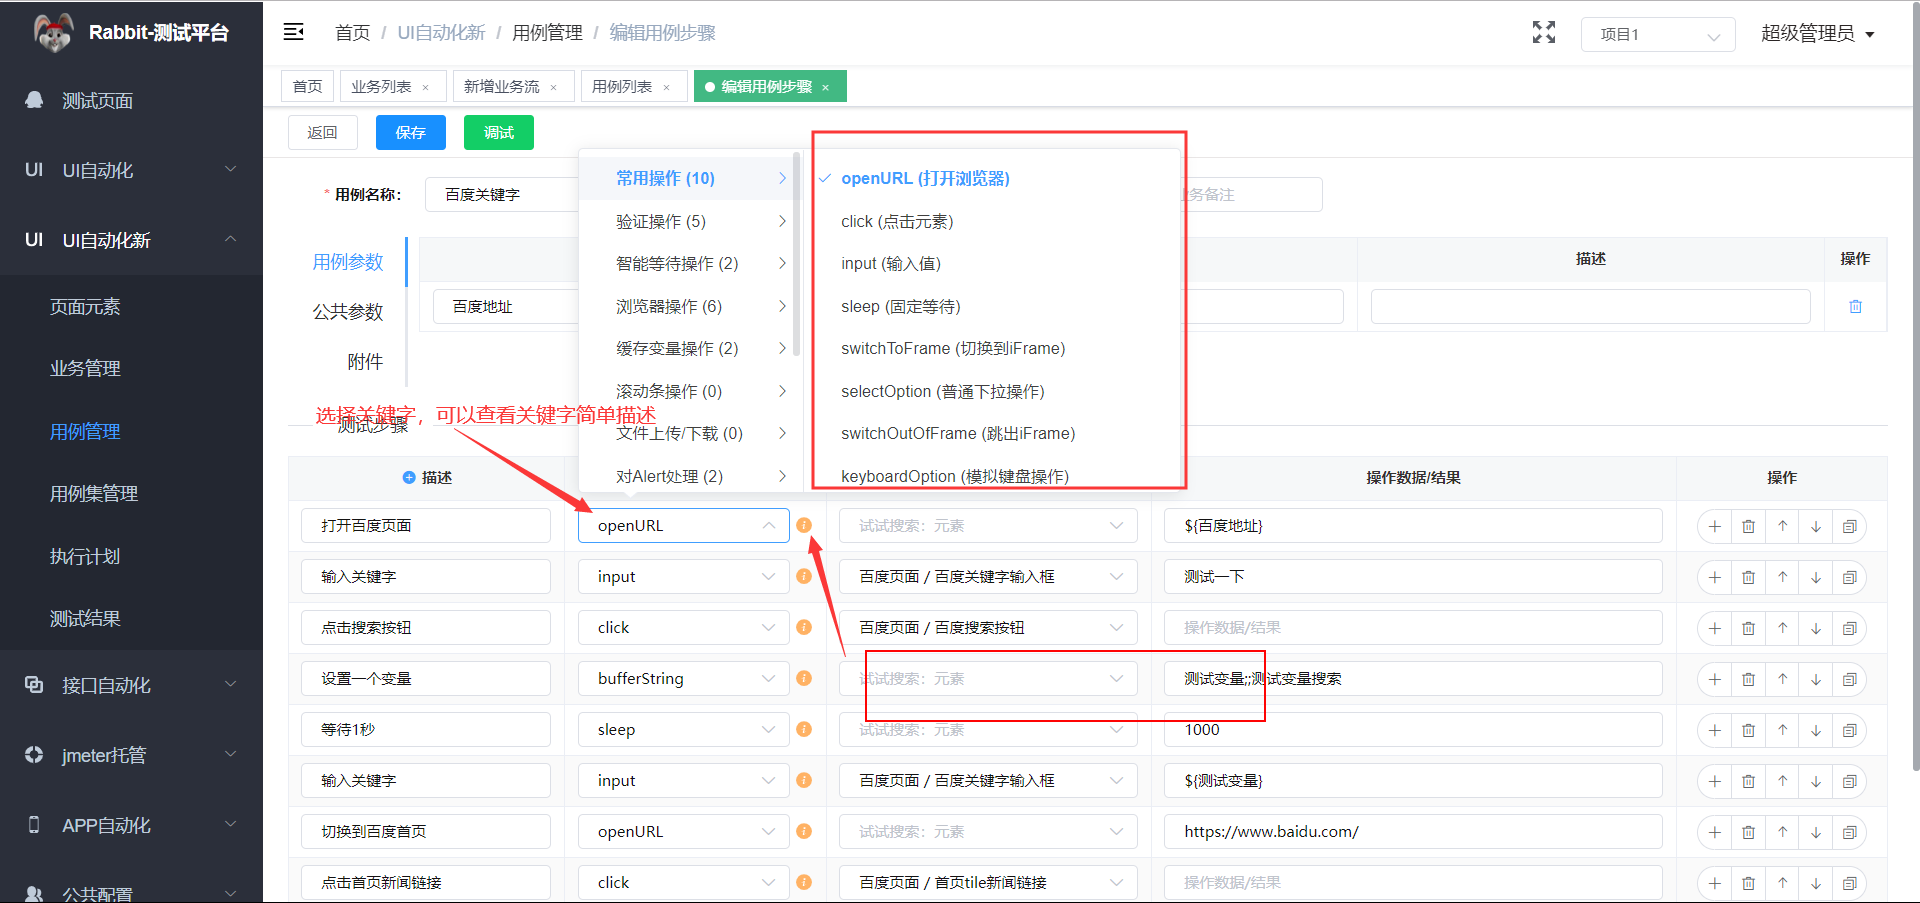 Rabbit-测试平台
首页 / UI自动化新 / 用例管理 / 编辑用例步骤
项目1
超级管理员
首页
业务列表 ×
新增业务流 ×
用例列表 ×
编辑用例步骤 ×
测试页面
UI UI自动化
UI UI自动化新
页面元素
业务管理
用例管理
用例集管理
执行计划
测试结果
接口自动化
jmeter托管
APP自动化
公共配置
返回
保存
调试
* 用例名称:
百度关键字
业务备注
用例参数
公共参数
附件
描述
操作
百度地址
常用操作 (10)
验证操作 (5)
智能等待操作 (2)
浏览器操作 (6)
缓存变量操作 (2)
滚动条操作 (0)
文件上传/下载 (0)
对Alert处理 (2)
openURL (打开浏览器)
click (点击元素)
input (输入值)
sleep (固定等待)
switchToFrame (切换到iFrame)
selectOption (普通下拉操作)
switchOutOfFrame (跳出iFrame)
keyboardOption (模拟键盘操作)
选择关键字，可以查看关键字简单描述
测试步骤
描述
操作数据/结果
操作
打开百度页面 openURL 试试搜索：元素 ${百度地址}
输入关键字 input 百度页面 / 百度关键字输入框 测试一下
点击搜索按钮 click 百度页面 / 百度搜索按钮 操作数据/结果
设置一个变量 bufferString 试试搜索：元素 测试变量;;测试变量搜索
等待1秒 sleep 试试搜索：元素 1000
输入关键字 input 百度页面 / 百度关键字输入框 ${测试变量}
切换到百度首页 openURL 试试搜索：元素 https://www.baidu.com/
点击首页新闻链接 click 百度页面 / 首页tile新闻链接 操作数据/结果